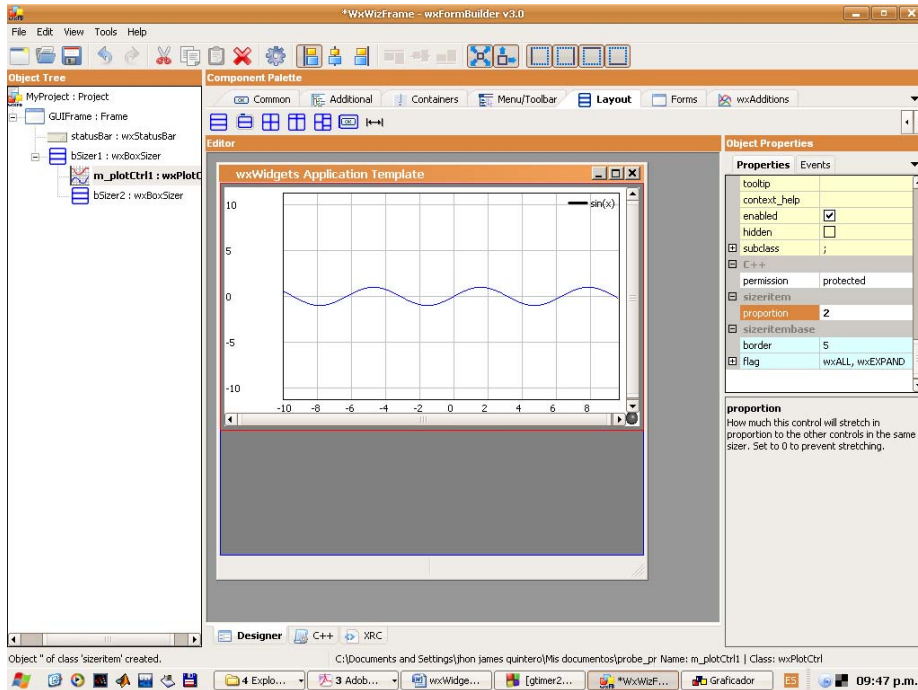 *WxWizFrame - wxFormBuilder v3.0
File Edit View Tools Help
Object Tree
MyProject : Project
GUIFrame : Frame
statusBar : wxStatusBar
bSizer1 : wxBoxSizer
m_plotCtrl1 : wxPlotC
bSizer2 : wxBoxSizer
Component Palette
Common Additional Containers Menu/Toolbar Layout Forms wxAdditions
Editor
wxWidgets Application Template
sin(x)
10
5
0
-5
-10
-10 -8 -6 -4 -2 0 2 4 6 8
Designer C++ XRC
Object Properties
Properties Events
tooltip
context_help
enabled
hidden
subclass ;
C++
permission protected
sizeritem
proportion 2
sizeritembase
border 5
flag wxALL, wxEXPAND
proportion
How much this control will stretch in
proportion to the other controls in the same
sizer. Set to 0 to prevent stretching.
Object '' of class 'sizeritem' created.
C:\Documents and Settings\jhon james quintero\Mis documentos\probe_pr Name: m_plotCtrl1 | Class: wxPlotCtrl
4 Explo... 3 Adob... wxWidge... [gtimer2... *WxWizF... Graficador ES 09:47 p.m.